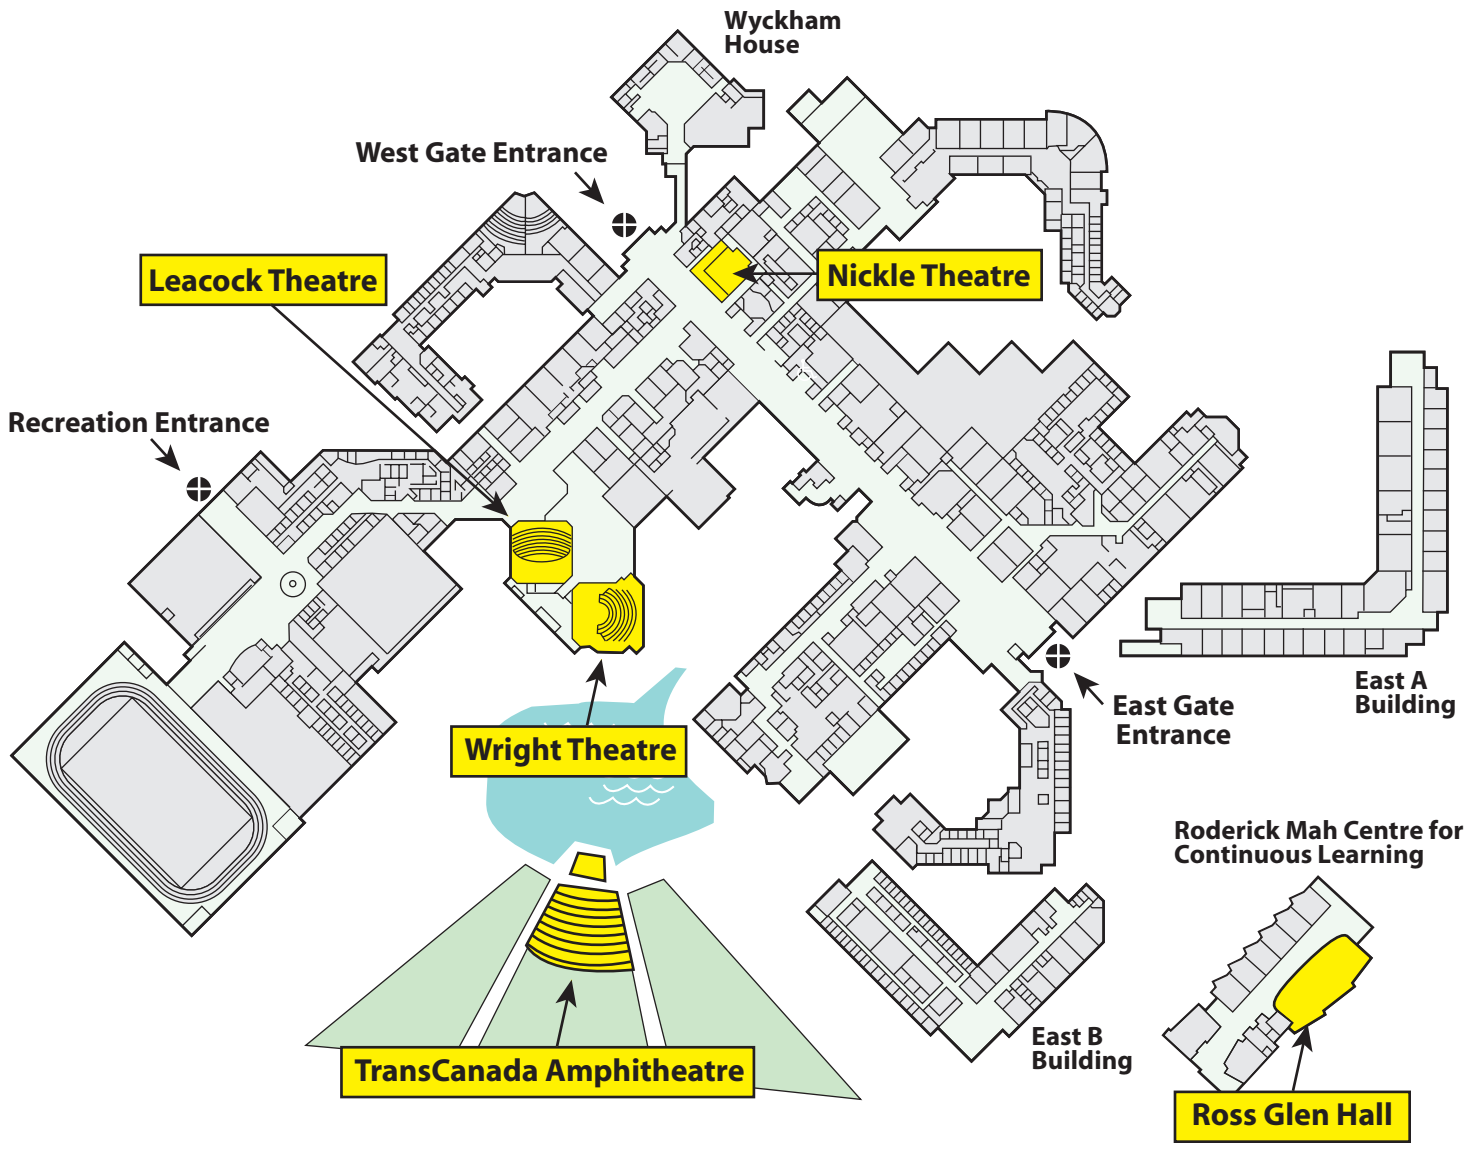 Wyckham
House
West Gate Entrance
Leacock Theatre
Nickle Theatre
Recreation Entrance
East A
Building
East Gate
Entrance
Wright Theatre
Roderick Mah Centre for
Continuous Learning
East B
Building
TransCanada Amphitheatre
Ross Glen Hall